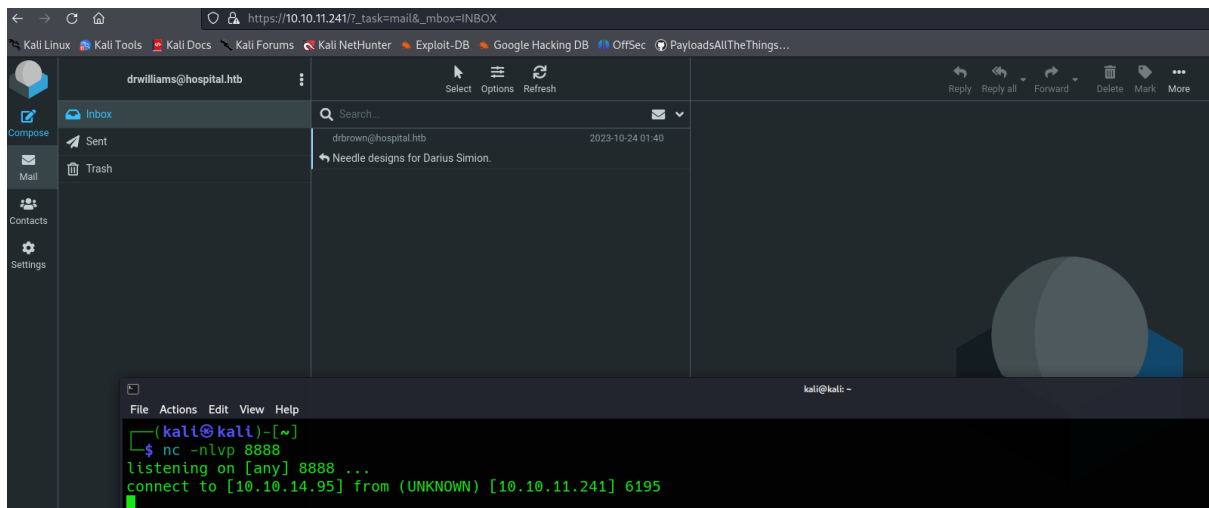 https://10.10.11.241/?_task=mail&_mbox=INBOX
Kali Linux Kali Tools Kali Docs Kali Forums Kali NetHunter Exploit-DB Google Hacking DB OffSec PayloadsAllTheThings...
drwilliams@hospital.htb
Select Options Refresh
Reply Reply all Forward Delete Mark More
Compose
Mail
Contacts
Settings
Inbox
Sent
Trash
Search...
drbrown@hospital.htb 2023-10-24 01:40
Needle designs for Darius Simion.
kali@kali: ~
File Actions Edit View Help
┌──(kali㉿kali)-[~]
└─$ nc -nlvp 8888
listening on [any] 8888 ...
connect to [10.10.14.95] from (UNKNOWN) [10.10.11.241] 6195